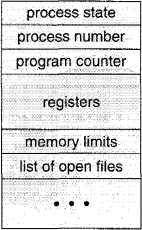 process state
process number
program counter
registers
memory limits
list of open files
• • •